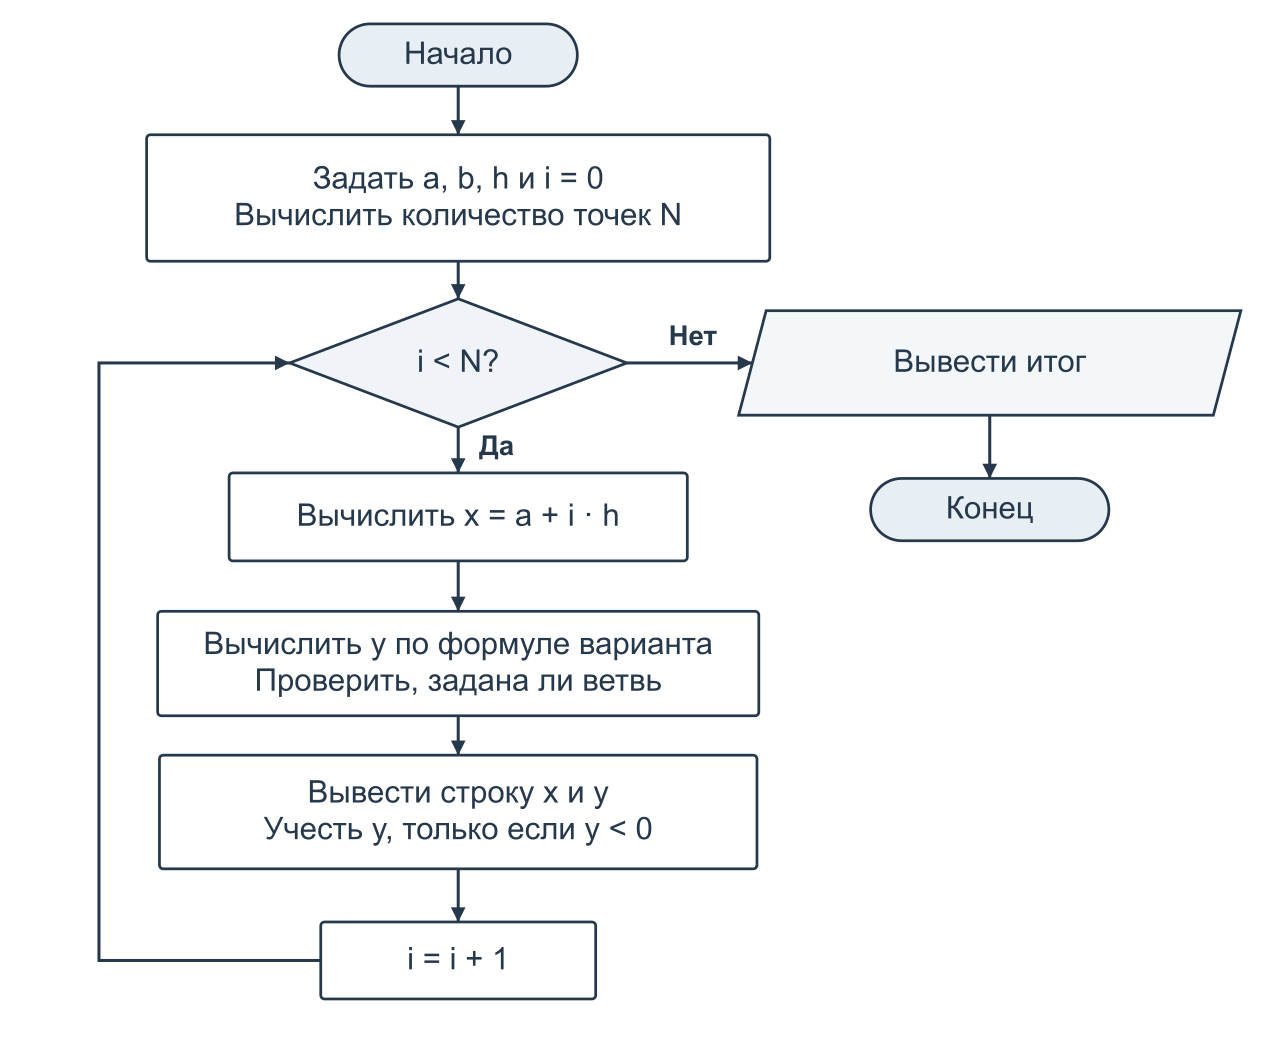 Начало
Задать a, b, h и i = 0
Вычислить количество точек N
i < N?
Нет
Вывести итог
Да
Вычислить x = a + i · h
Конец
Вычислить y по формуле варианта
Проверить, задана ли ветвь
Вывести строку x и y
Учесть y, только если y < 0
i = i + 1